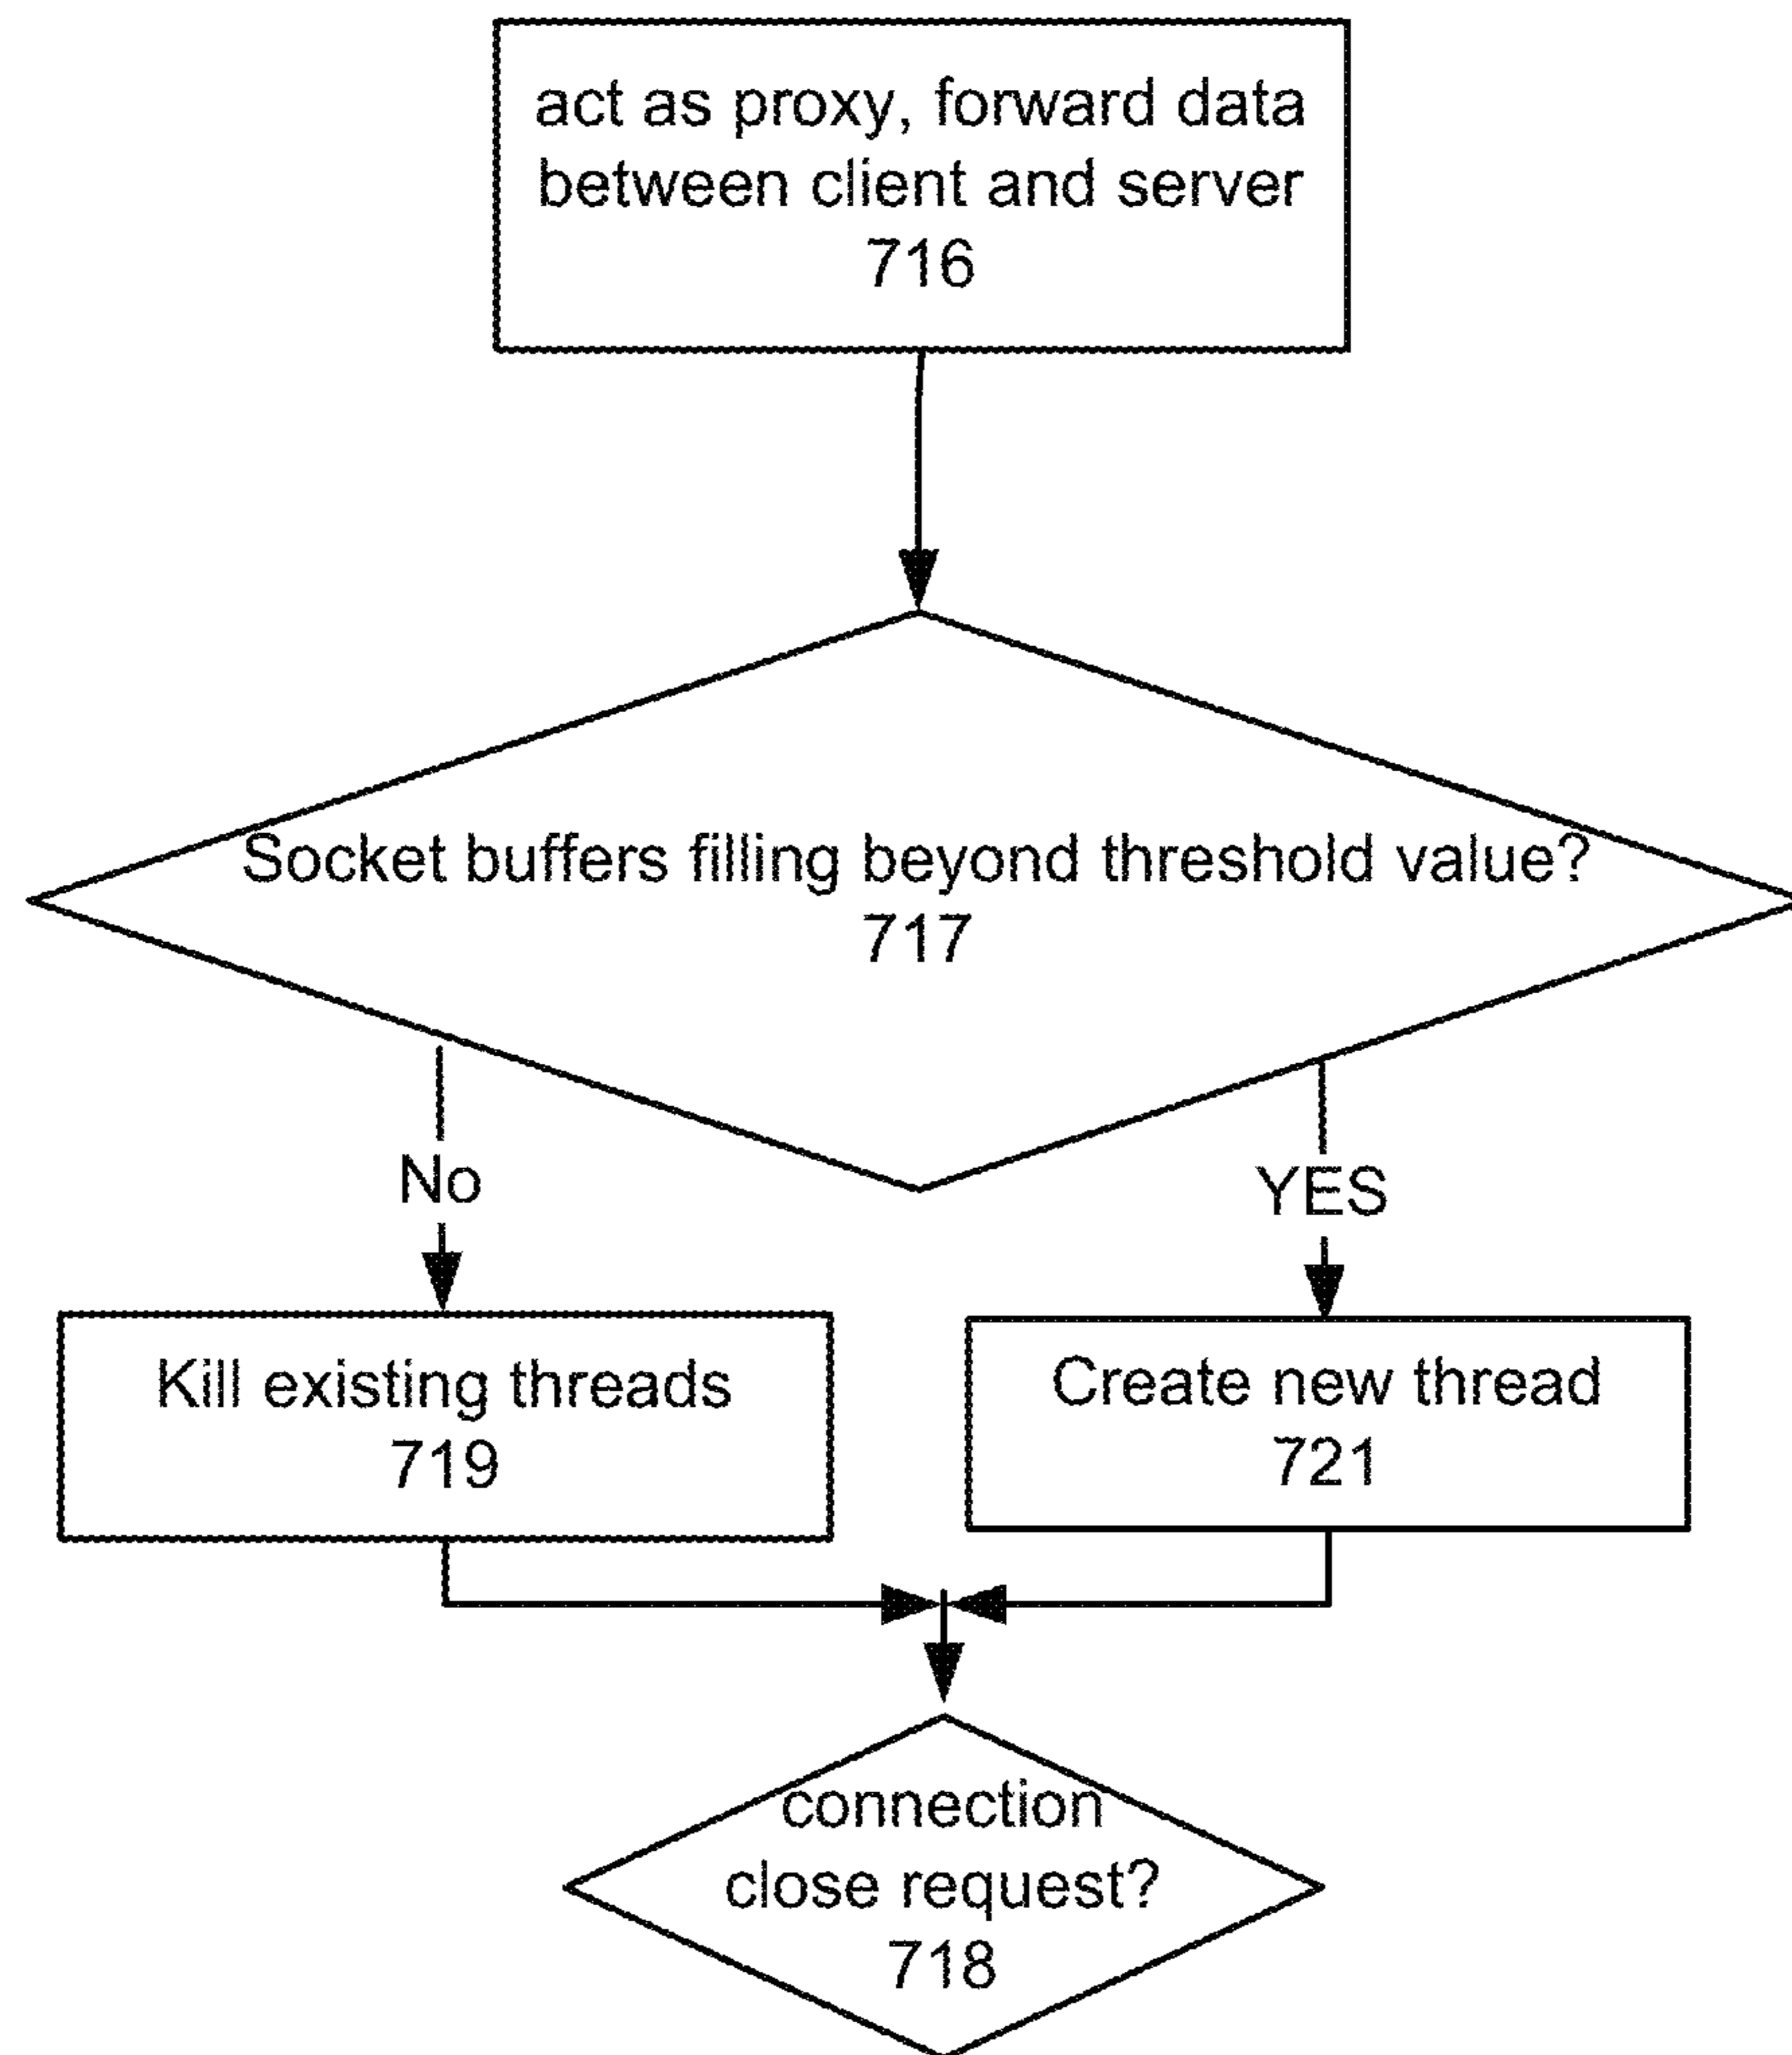 act as proxy, forward data
between client and server
716
Socket buffers filling beyond threshold value?
717
No
YES
Kill existing threads
719
Create new thread
721
connection
close request?
718